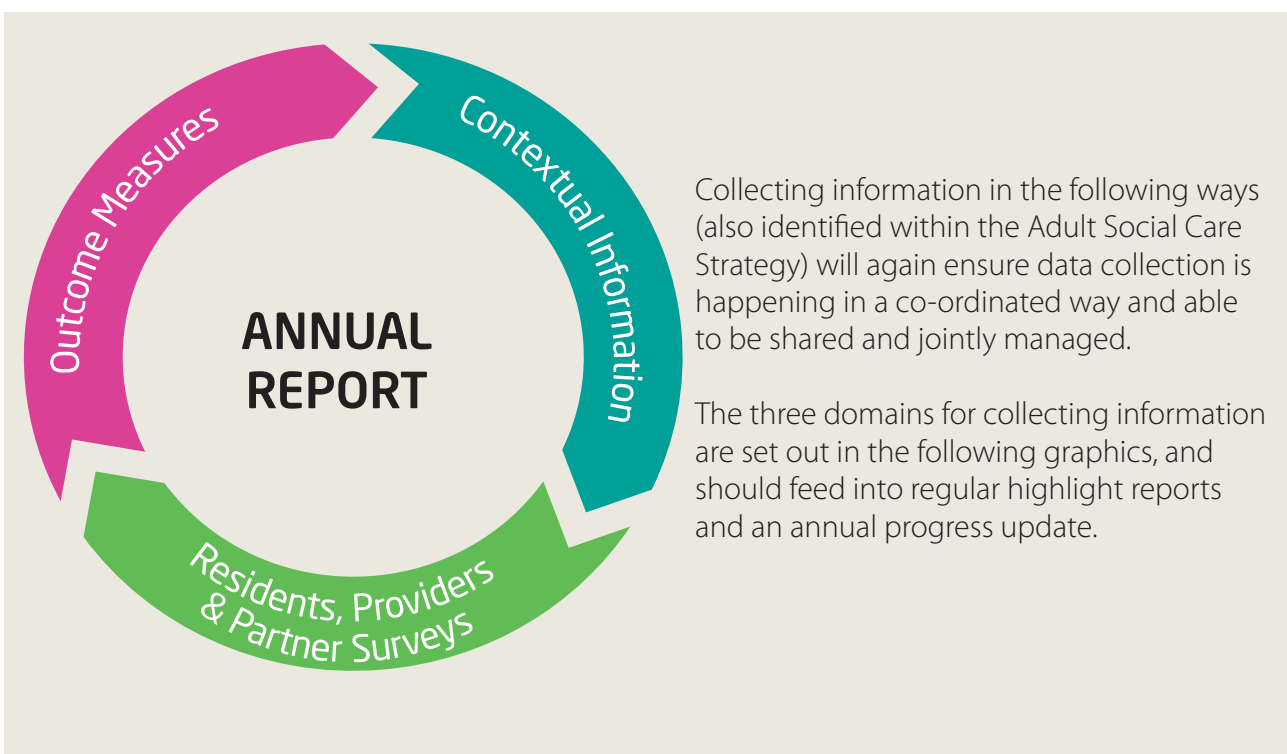 Outcome Measures
Contextual Information
Residents, Providers
& Partner Surveys
ANNUAL
REPORT
Collecting information in the following ways
(also identified within the Adult Social Care
Strategy) will again ensure data collection is
happening in a co-ordinated way and able
to be shared and jointly managed.
The three domains for collecting information
are set out in the following graphics, and
should feed into regular highlight reports
and an annual progress update.